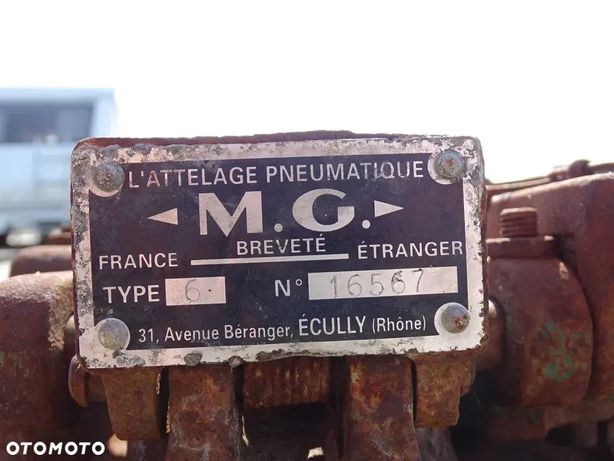 L'ATTELAGE PNEUMATIQUE
M.G.
BREVETÉ
FRANCE ÉTRANGER
TYPE 6. N° 16567
31, Avenue Béranger, ÉCULLY (Rhône)
OTOMOTO